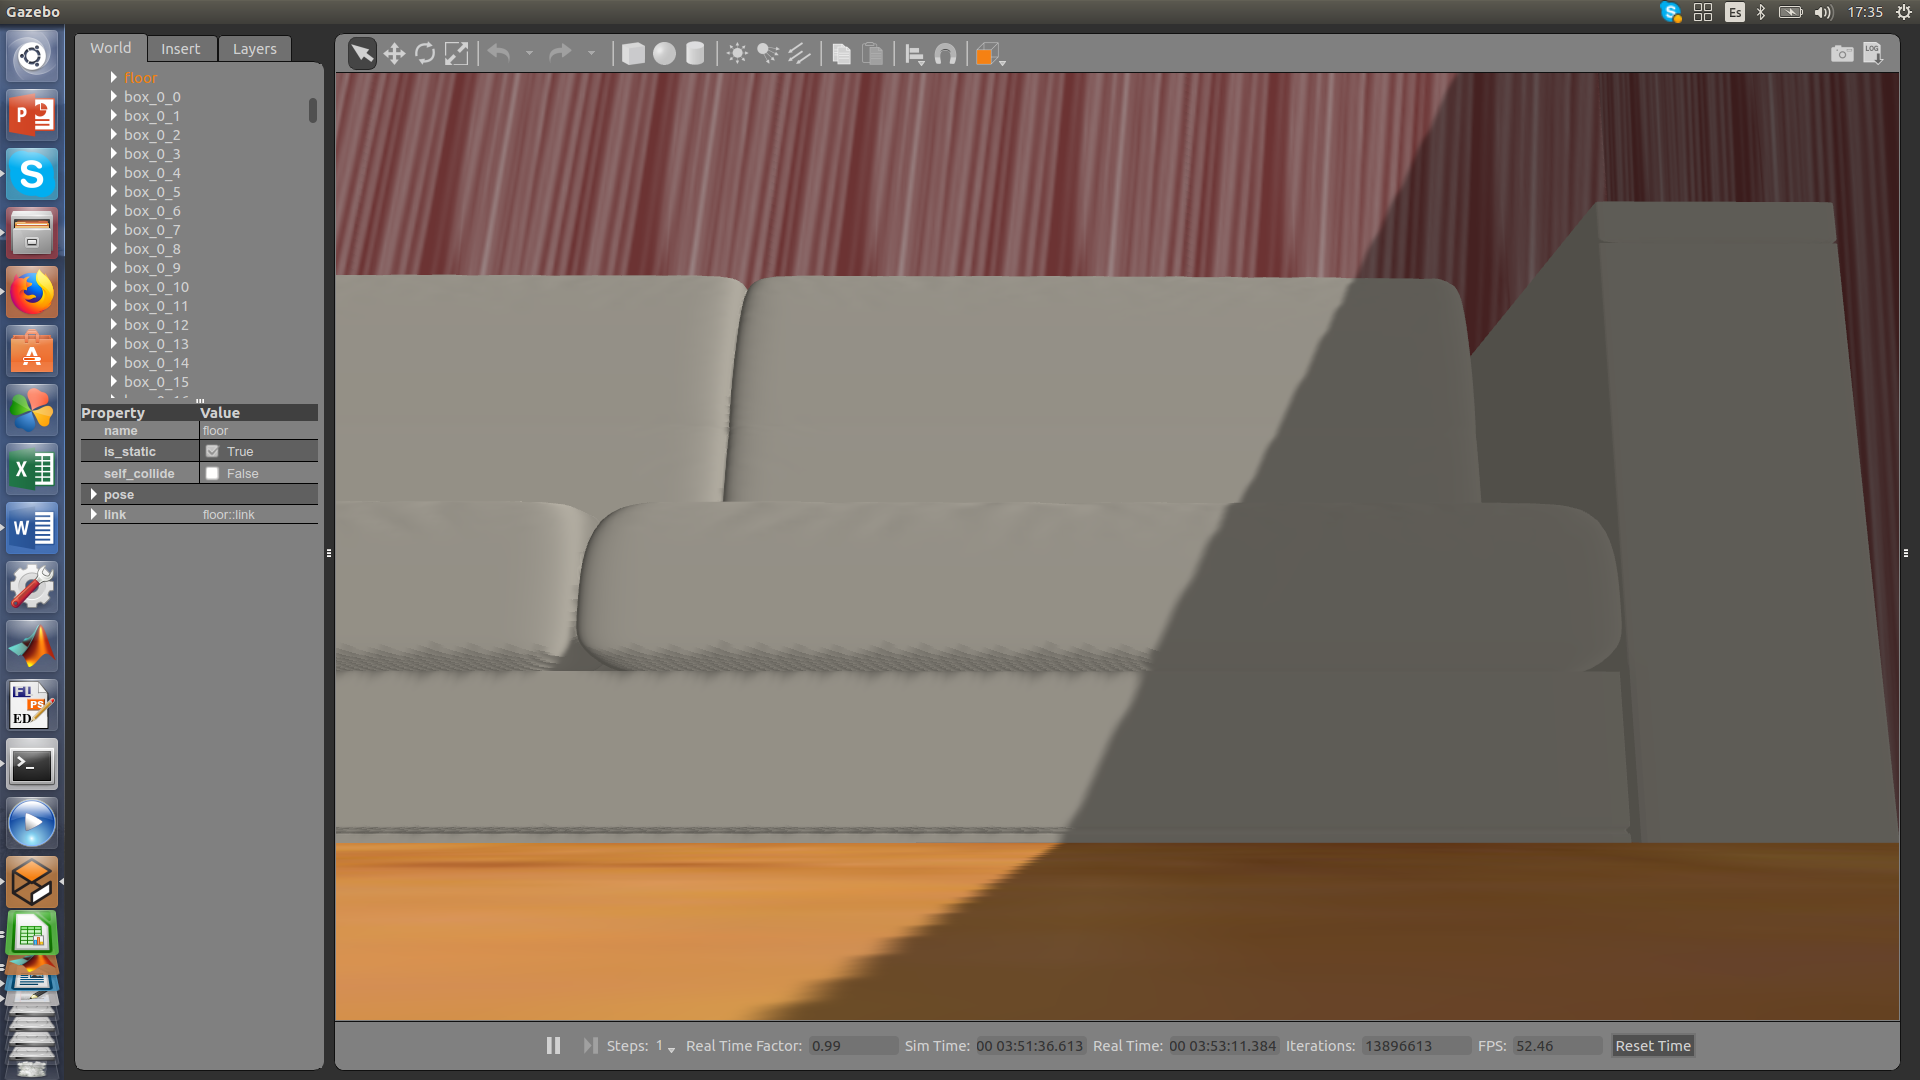 Gazebo
Es
17:35
World
Insert
Layers
LOG
floor
box_0_0
box_0_1
box_0_2
box_0_3
box_0_4
box_0_5
box_0_6
box_0_7
box_0_8
box_0_9
box_0_10
box_0_11
box_0_12
box_0_13
box_0_14
box_0_15
Property Value
name floor
is_static True
self_collide False
pose
link floor::link
Steps: 1 Real Time Factor: 0.99 Sim Time: 00 03:51:36.613 Real Time: 00 03:53:11.384 Iterations: 13896613 FPS: 52.46 Reset Time